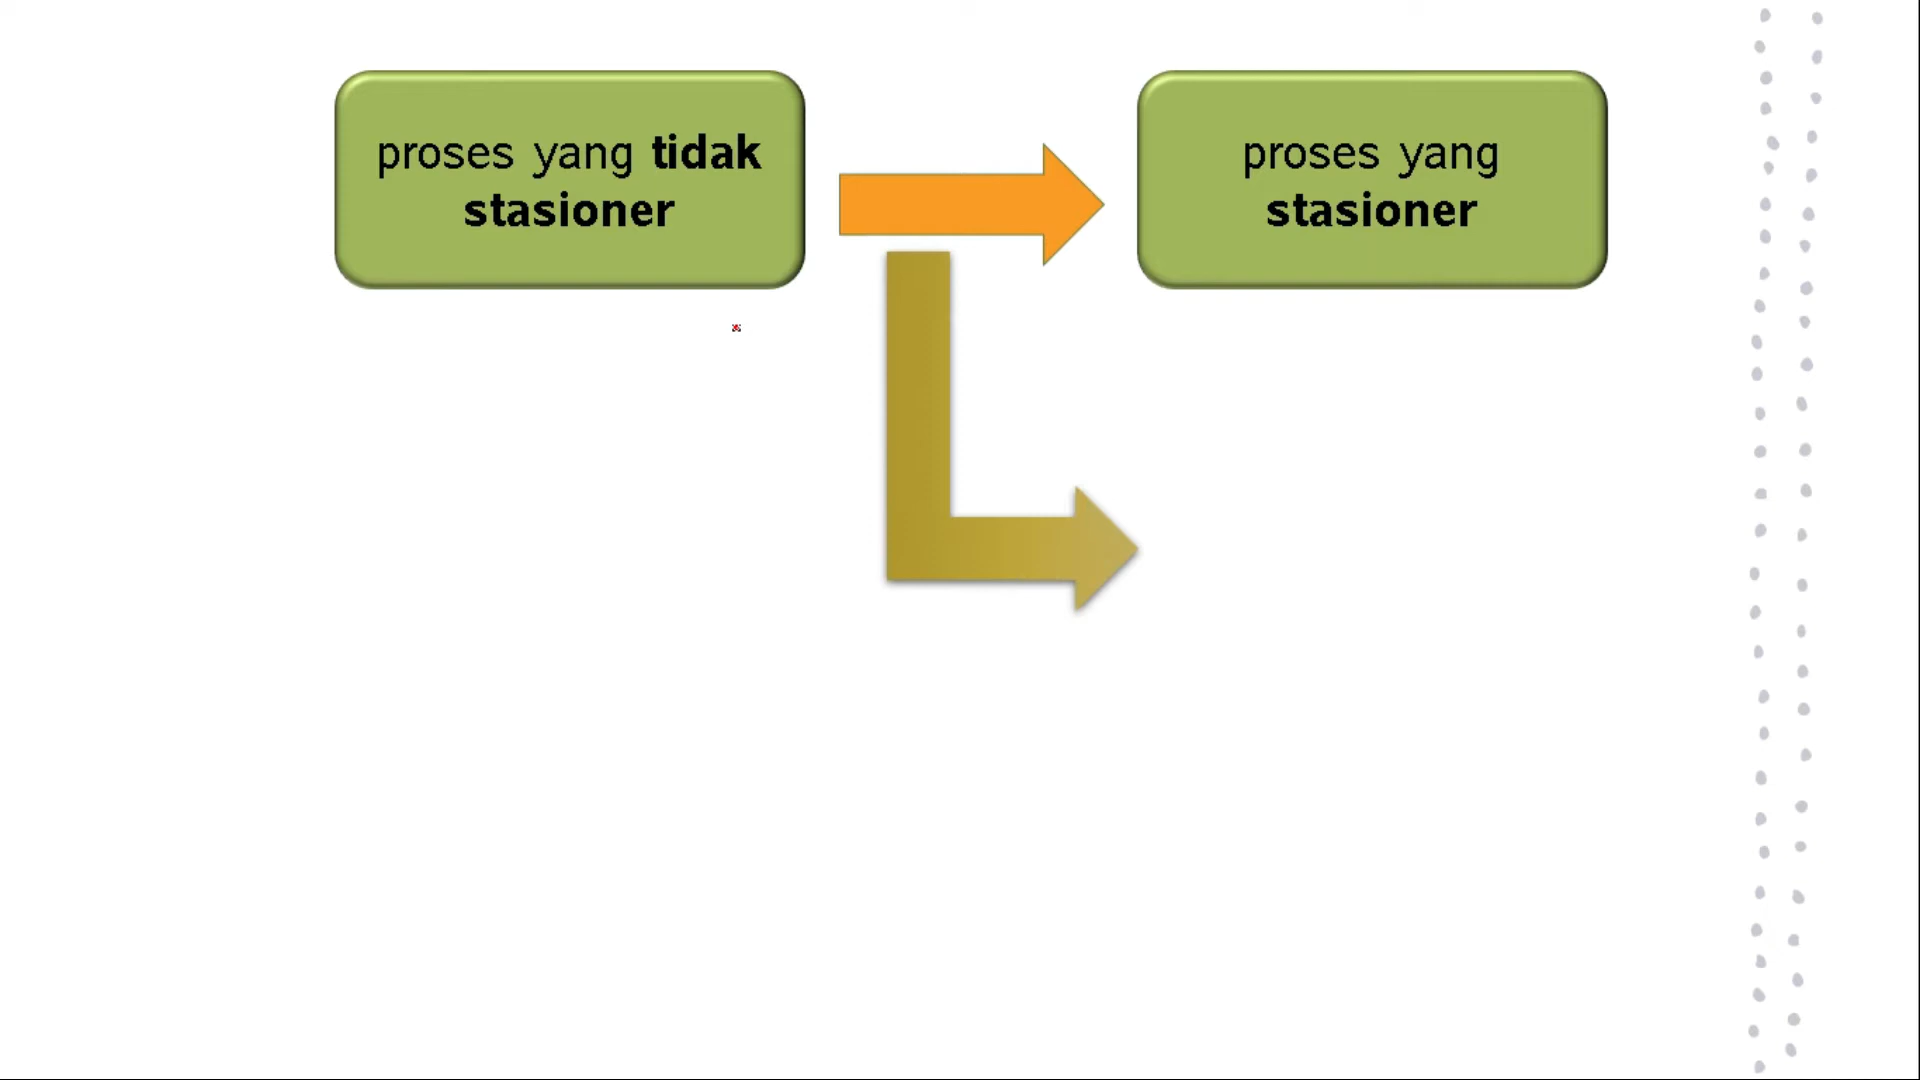 proses yang tidak
stasioner
proses yang
stasioner